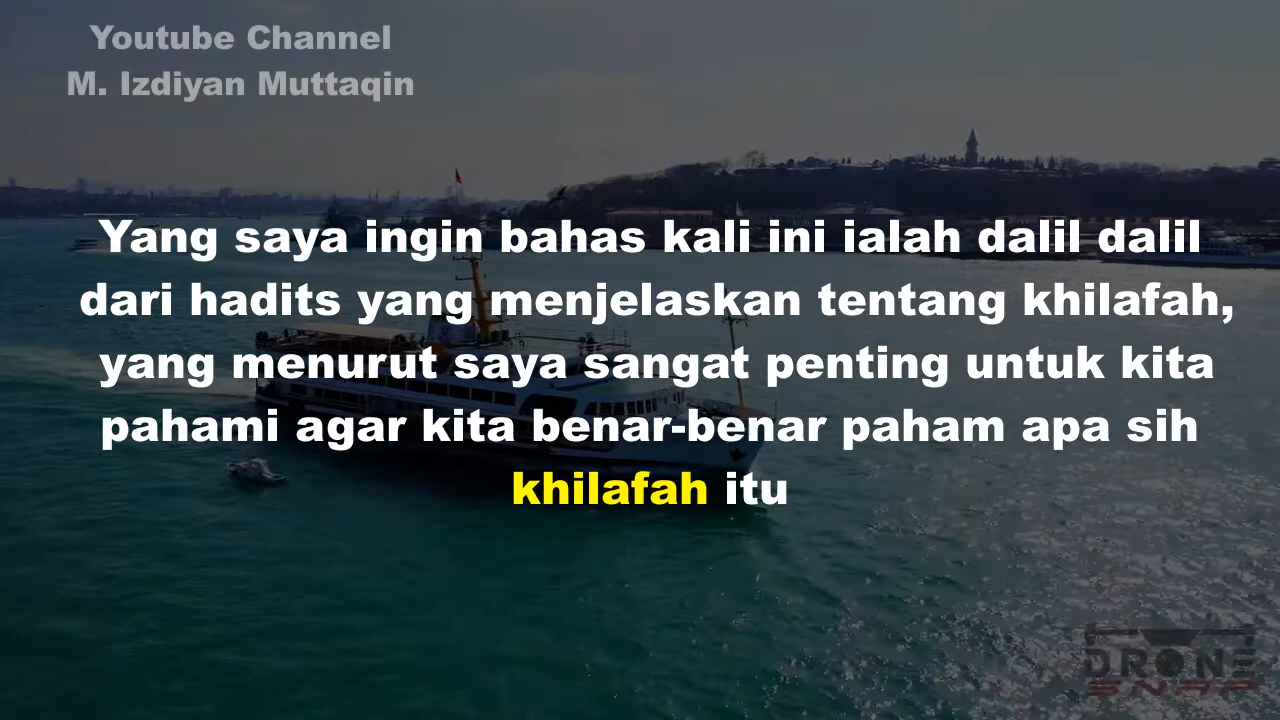 Youtube Channel
M. Izdiyan Muttaqin
Yang saya ingin bahas kali ini ialah dalil dalil
dari hadits yang menjelaskan tentang khilafah,
yang menurut saya sangat penting untuk kita
pahami agar kita benar-benar paham apa sih
khilafah itu
DRONE
SNAP